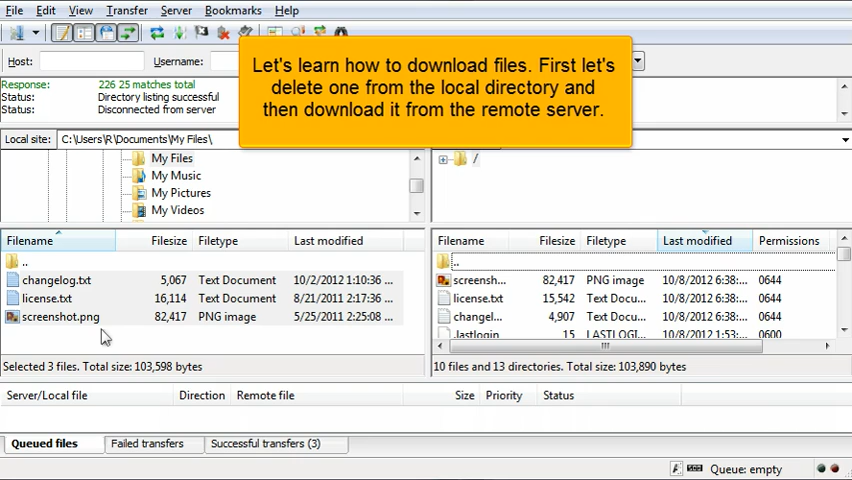 File Edit View Transfer Server Bookmarks Help
Let's learn how to download files. First let's
delete one from the local directory and
then download it from the remote server.
Host: Username:
Response: 226 25 matches total
Status: Directory listing successful
Status: Disconnected from server
Local site: C:\Users\R\Documents\My Files\
My Files
My Music
My Pictures
My Videos
/
Filename Filesize Filetype Last modified
..
changelog.txt 5,067 Text Document 10/2/2012 1:10:36 ...
license.txt 16,114 Text Document 8/21/2011 2:17:36 ...
screenshot.png 82,417 PNG image 5/25/2011 2:25:08 ...
Selected 3 files. Total size: 103,598 bytes
Filename Filesize Filetype Last modified Permissions
..
screensh... 82,417 PNG image 10/8/2012 6:38:... 0644
license.txt 15,542 Text Docu... 10/8/2012 6:38:... 0644
changel... 4,907 Text Docu... 10/8/2012 6:38:... 0644
.lastlogin 15 LASTLOGI... 10/8/2012 1:53:... 0600
10 files and 13 directories. Total size: 103,890 bytes
Server/Local file Direction Remote file Size Priority Status
Queued files Failed transfers Successful transfers (3)
Queue: empty